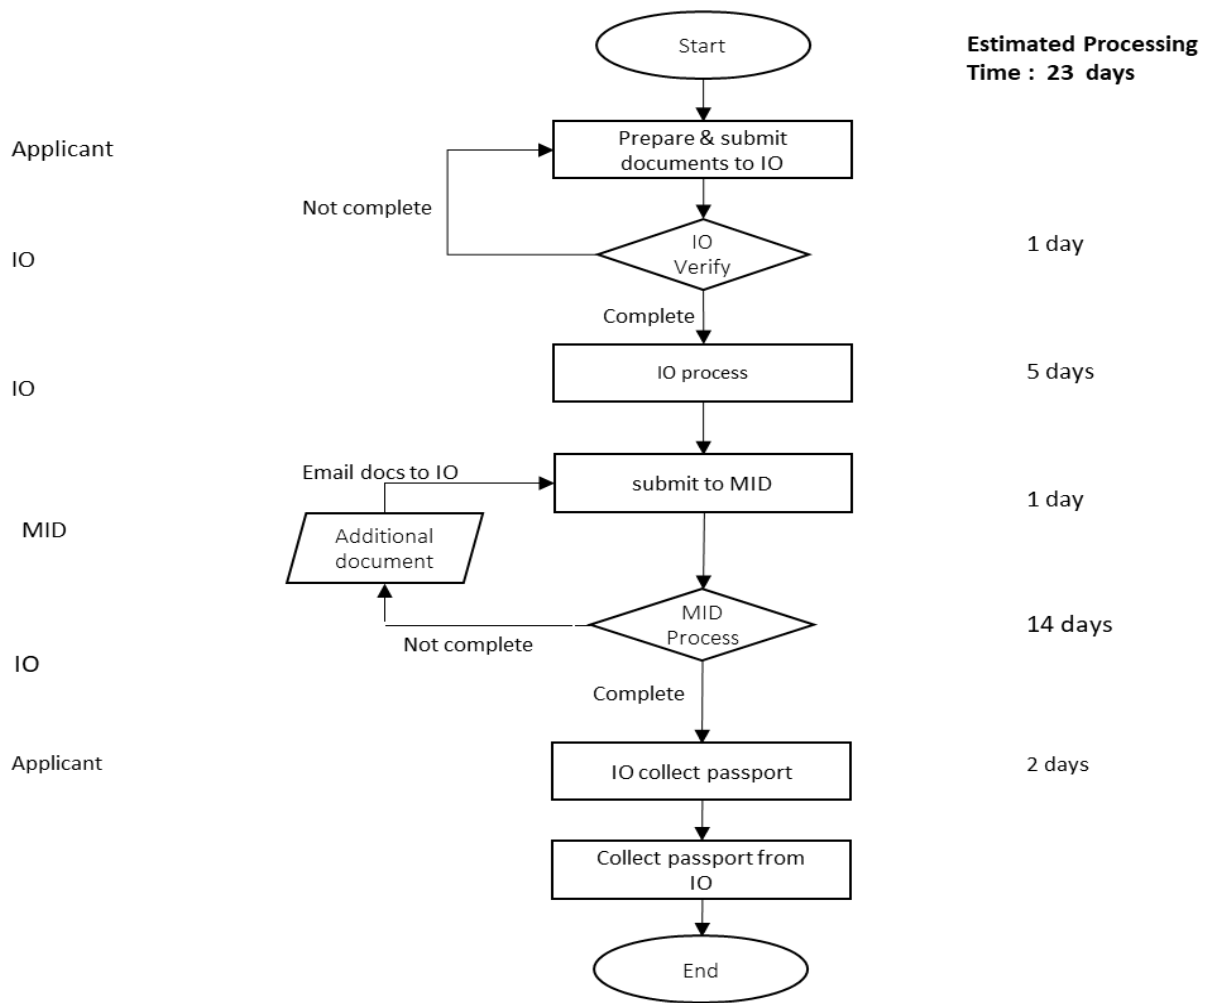 Start
Estimated Processing
Time : 23 days
Applicant
Prepare & submit
documents to IO
Not complete
IO
IO
Verify
1 day
Complete
IO
IO process
5 days
Email docs to IO
submit to MID
1 day
MID
Additional
document
MID
Process
14 days
Not complete
IO
Complete
Applicant
IO collect passport
2 days
Collect passport from
IO
End